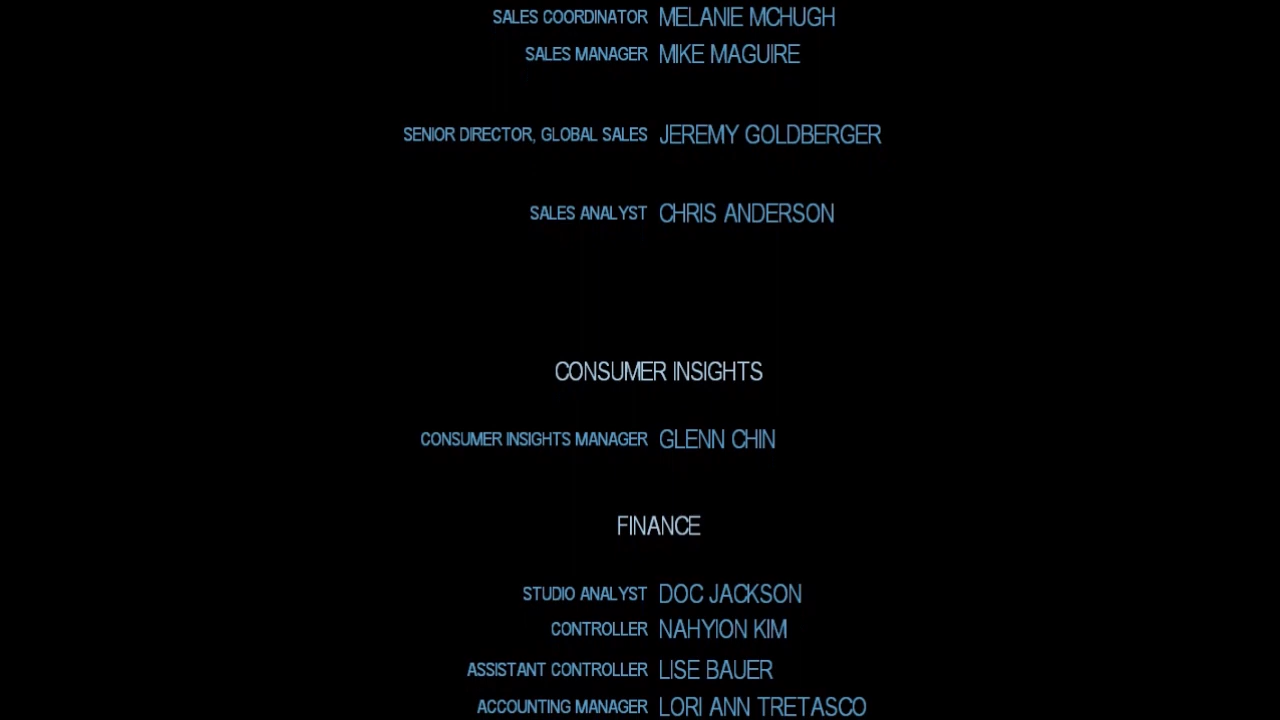 SALES COORDINATOR MELANIE MCHUGH
SALES MANAGER MIKE MAGUIRE
SENIOR DIRECTOR, GLOBAL SALES JEREMY GOLDBERGER
SALES ANALYST CHRIS ANDERSON
CONSUMER INSIGHTS
CONSUMER INSIGHTS MANAGER GLENN CHIN
FINANCE
STUDIO ANALYST DOC JACKSON
CONTROLLER NAHYION KIM
ASSISTANT CONTROLLER LISE BAUER
ACCOUNTING MANAGER LORI ANN TRETASCO